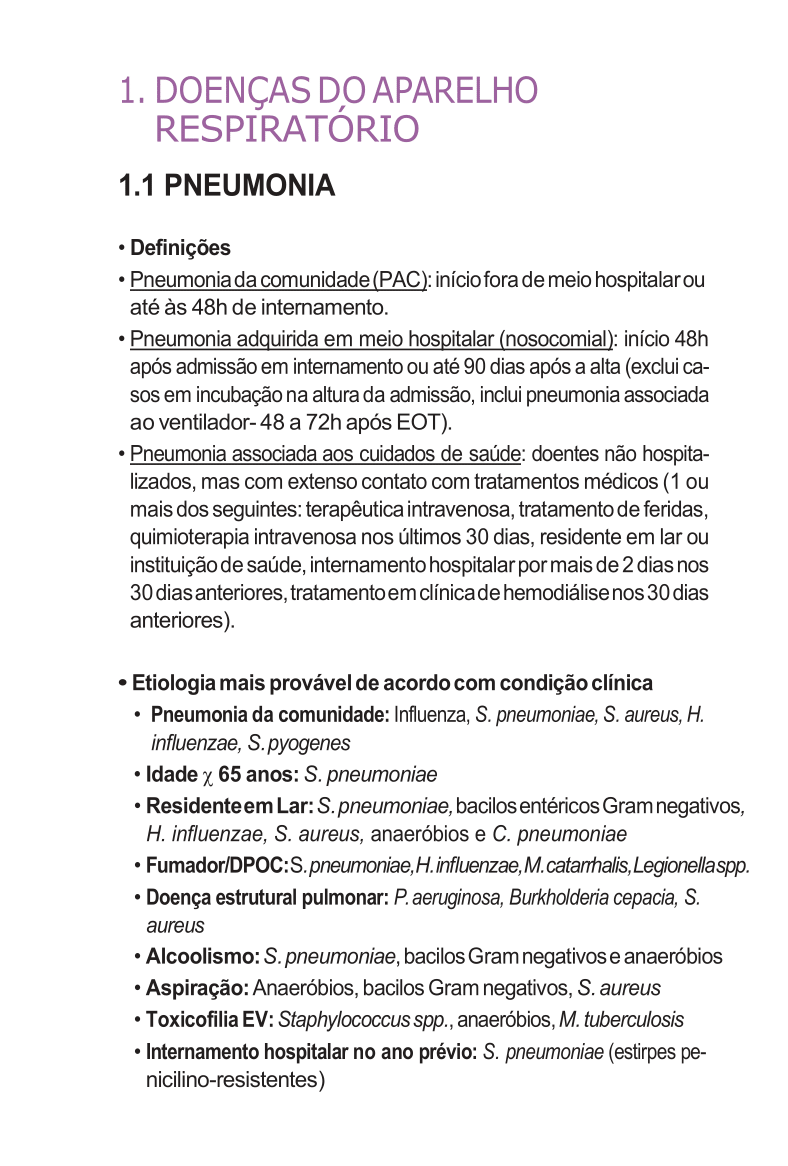 1. DOENÇAS DO APARELHO
RESPIRATÓRIO
1.1 PNEUMONIA
• Definições
• Pneumonia da comunidade (PAC): início fora de meio hospitalar ou
até às 48h de internamento.
• Pneumonia adquirida em meio hospitalar (nosocomial): início 48h
após admissão em internamento ou até 90 dias após a alta (exclui ca-
sos em incubação na altura da admissão, inclui pneumonia associada
ao ventilador- 48 a 72h após EOT).
• Pneumonia associada aos cuidados de saúde: doentes não hospita-
lizados, mas com extenso contato com tratamentos médicos (1 ou
mais dos seguintes: terapêutica intravenosa, tratamento de feridas,
quimioterapia intravenosa nos últimos 30 dias, residente em lar ou
instituição de saúde, internamento hospitalar por mais de 2 dias nos
30 dias anteriores, tratamento em clínica de hemodiálise nos 30 dias
anteriores).
• Etiologia mais provável de acordo com condição clínica
• Pneumonia da comunidade: Influenza, S. pneumoniae, S. aureus, H.
influenzae, S. pyogenes
• Idade χ 65 anos: S. pneumoniae
• Residente em Lar: S. pneumoniae, bacilos entéricos Gram negativos,
H. influenzae, S. aureus, anaeróbios e C. pneumoniae
• Fumador/DPOC: S. pneumoniae, H. influenzae, M. catarrhalis, Legionella spp.
• Doença estrutural pulmonar: P. aeruginosa, Burkholderia cepacia, S.
aureus
• Alcoolismo: S. pneumoniae, bacilos Gram negativos e anaeróbios
• Aspiração: Anaeróbios, bacilos Gram negativos, S. aureus
• Toxicofilia EV: Staphylococcus spp., anaeróbios, M. tuberculosis
• Internamento hospitalar no ano prévio: S. pneumoniae (estirpes pe-
nicilino-resistentes)